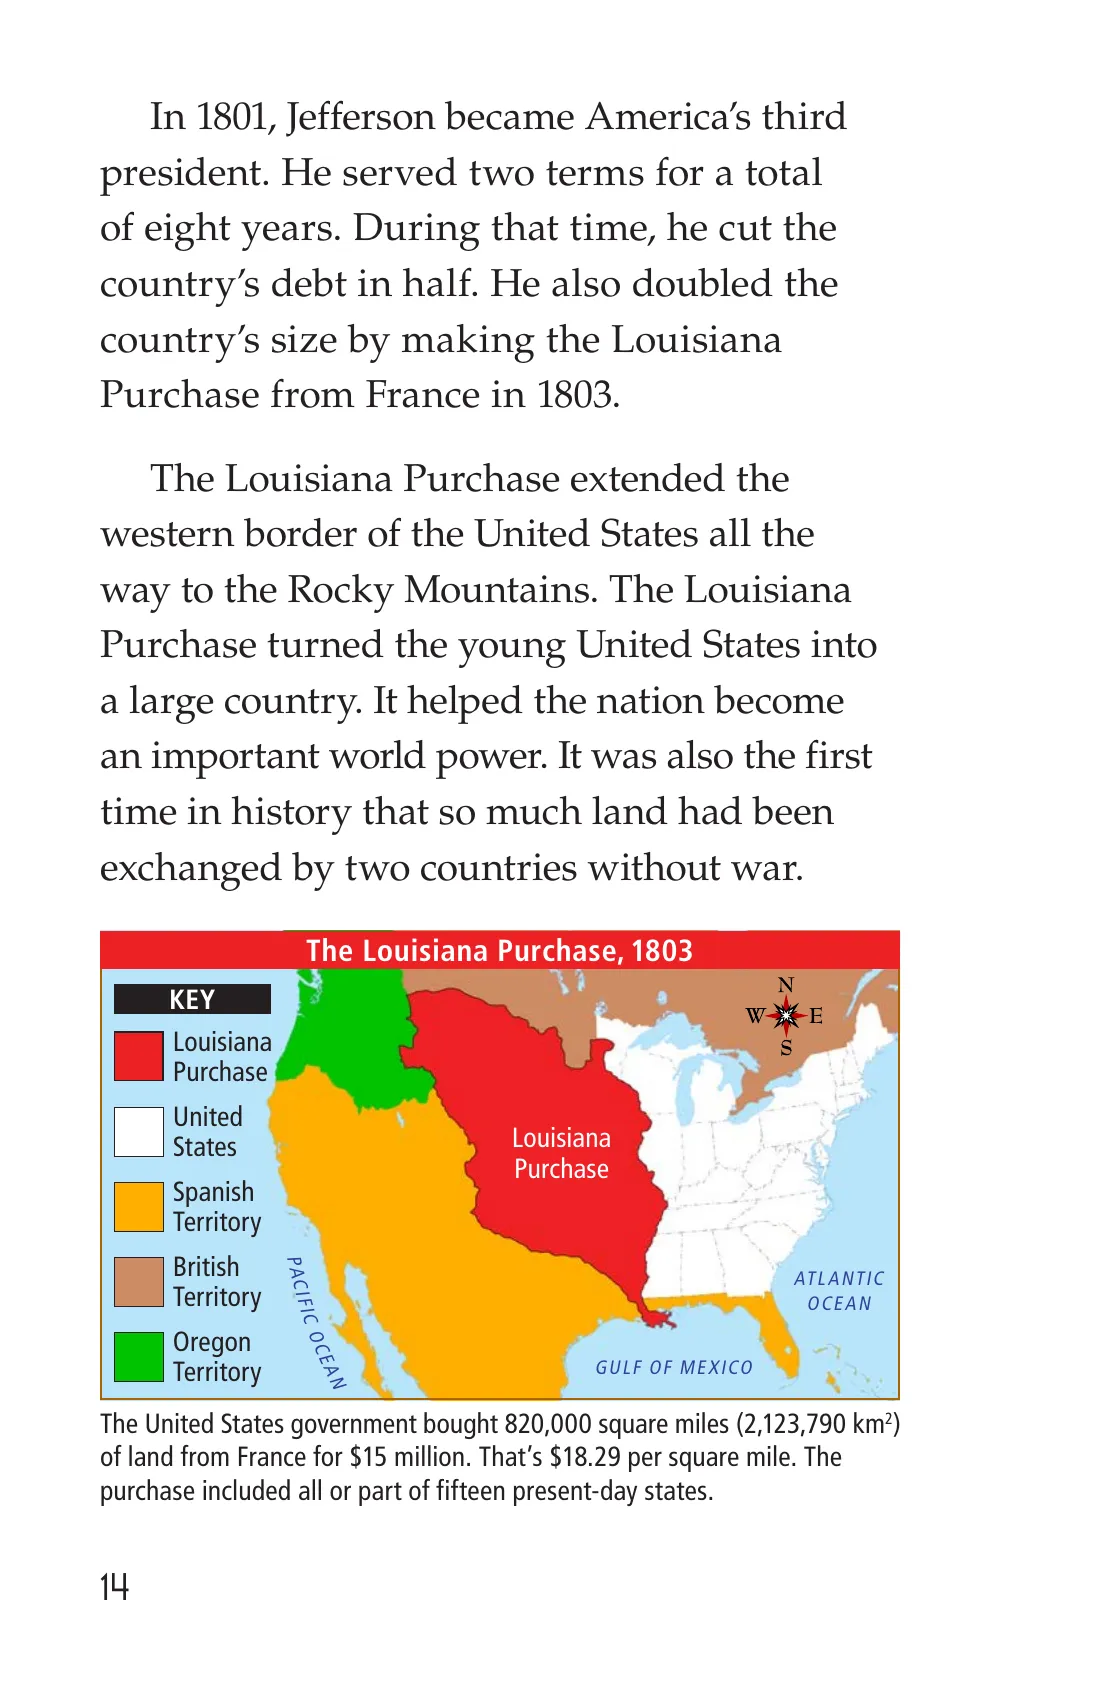 In 1801, Jefferson became America’s third
president. He served two terms for a total
of eight years. During that time, he cut the
country’s debt in half. He also doubled the
country’s size by making the Louisiana
Purchase from France in 1803.
The Louisiana Purchase extended the
western border of the United States all the
way to the Rocky Mountains. The Louisiana
Purchase turned the young United States into
a large country. It helped the nation become
an important world power. It was also the first
time in history that so much land had been
exchanged by two countries without war.
The Louisiana Purchase, 1803
KEY
Louisiana
Purchase
United
States
Spanish
Territory
British
Territory
Oregon
Territory
N
W E
S
Louisiana
Purchase
PACIFIC OCEAN
ATLANTIC
OCEAN
GULF OF MEXICO
The United States government bought 820,000 square miles (2,123,790 km²)
of land from France for $15 million. That’s $18.29 per square mile. The
purchase included all or part of fifteen present-day states.
14